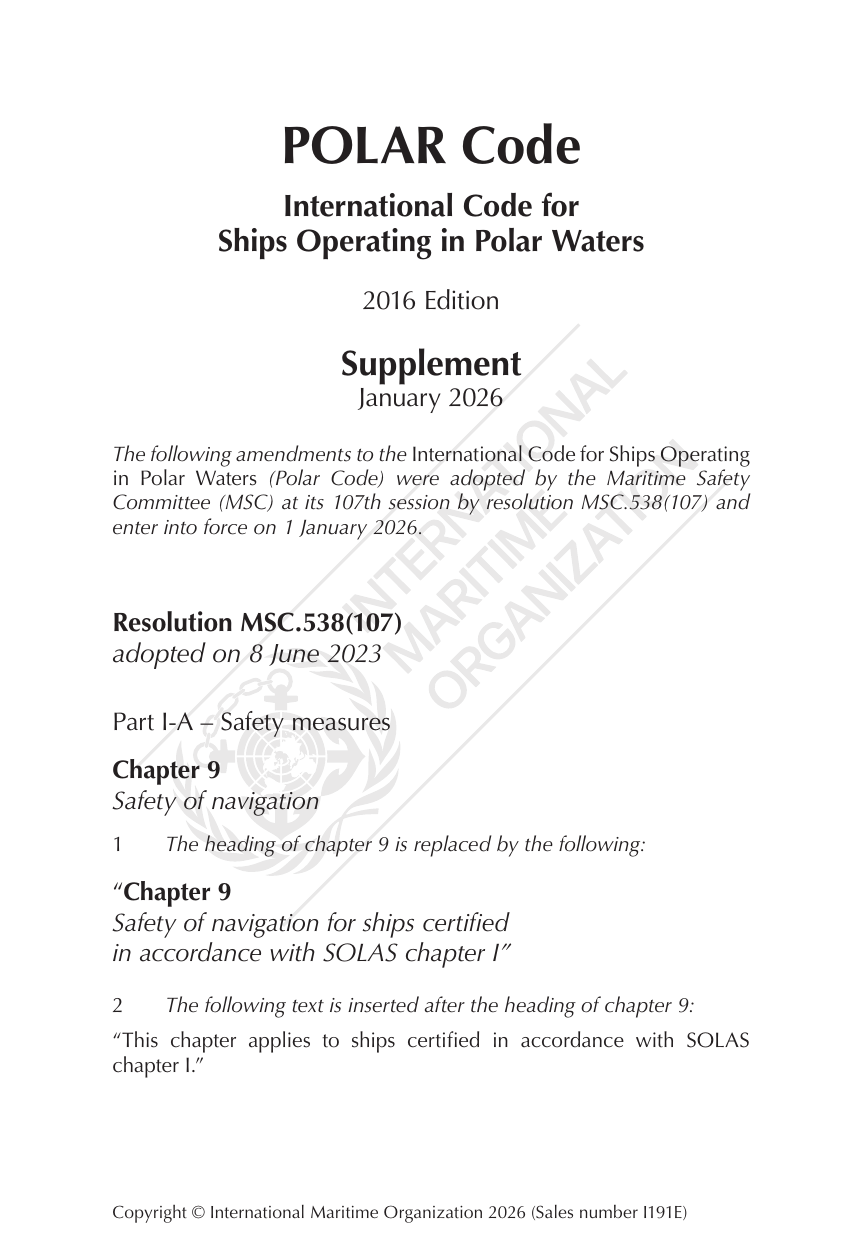 POLAR Code
International Code for
Ships Operating in Polar Waters
2016 Edition
Supplement
January 2026
The following amendments to the International Code for Ships Operating
in Polar Waters (Polar Code) were adopted by the Maritime Safety
Committee (MSC) at its 107th session by resolution MSC.538(107) and
enter into force on 1 January 2026.
Resolution MSC.538(107)
adopted on 8 June 2023
Part I-A – Safety measures
Chapter 9
Safety of navigation
1 The heading of chapter 9 is replaced by the following:
“Chapter 9
Safety of navigation for ships certified
in accordance with SOLAS chapter I”
2 The following text is inserted after the heading of chapter 9:
“This chapter applies to ships certified in accordance with SOLAS
chapter I.”
Copyright © International Maritime Organization 2026 (Sales number I191E)
INTERNATIONAL
MARITIME
ORGANIZATION